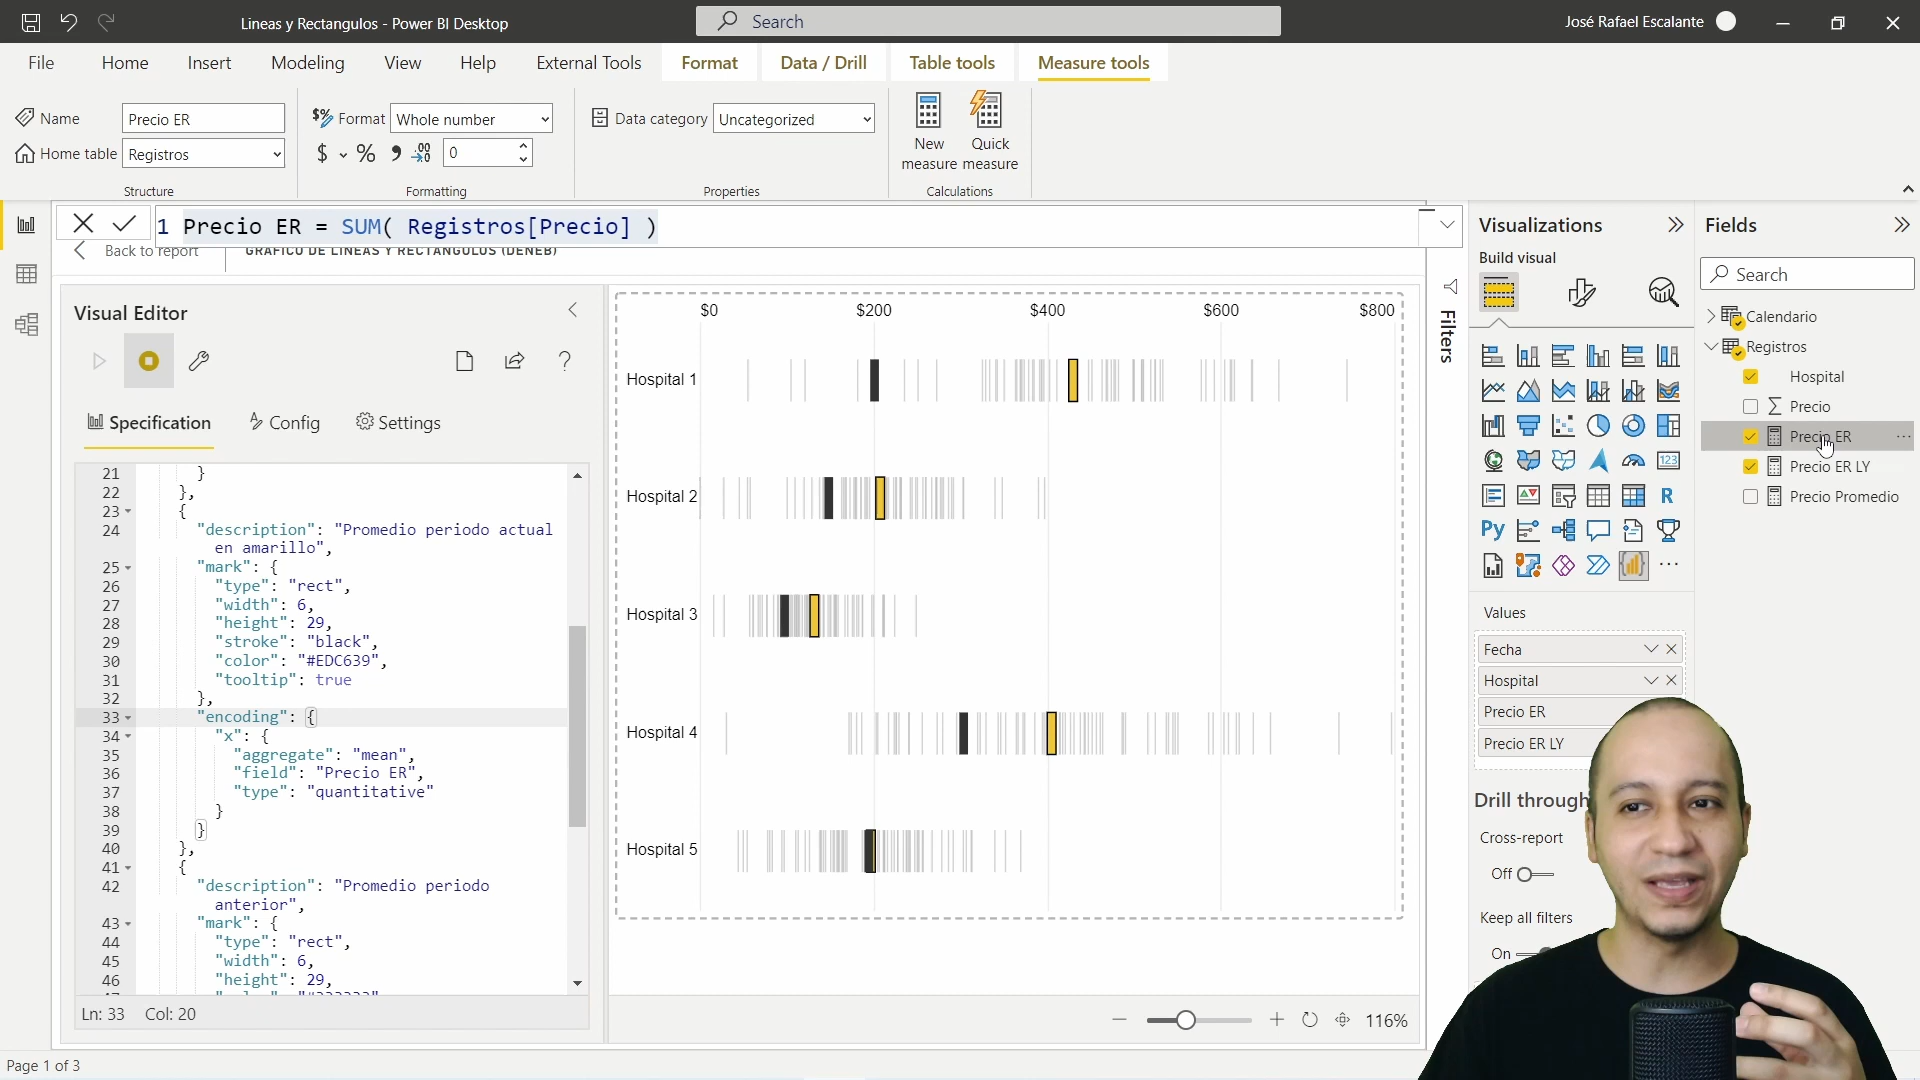 Lineas y Rectangulos - Power BI Desktop
Search
José Rafael Escalante
File
Home
Insert
Modeling
View
Help
External Tools
Format
Data / Drill
Table tools
Measure tools
Name
Precio ER
Home table
Registros
Structure
Format
Whole number
$
%
0
Formatting
Data category
Uncategorized
Properties
New
measure
Quick
measure
Calculations
1 Precio ER = SUM( Registros[Precio] )
Back to report
GRÁFICO DE LÍNEAS Y RECTÁNGULOS (DENEB)
Visual Editor
?
Specification
Config
Settings
21 }
22 },
23 {
24 "description": "Promedio periodo actual
en amarillo",
25 "mark": {
26 "type": "rect",
27 "width": 6,
28 "height": 29,
29 "stroke": "black",
30 "color": "#EDC639",
31 "tooltip": true
32 },
33 "encoding": {
34 "x": {
35 "aggregate": "mean",
36 "field": "Precio ER",
37 "type": "quantitative"
38 }
39 }
40 },
41 {
42 "description": "Promedio periodo
anterior",
43 "mark": {
44 "type": "rect",
45 "width": 6,
46 "height": 29,
Ln: 33 Col: 20
$0
$200
$400
$600
$800
Hospital 1
Hospital 2
Hospital 3
Hospital 4
Hospital 5
116%
Filters
Visualizations
Build visual
123
R
Py
Values
Fecha
Hospital
Precio ER
Precio ER LY
Drill through
Cross-report
Off
Keep all filters
On
Fields
Search
Calendario
Registros
Hospital
Precio
Precio ER
Precio ER LY
Precio Promedio
Page 1 of 3